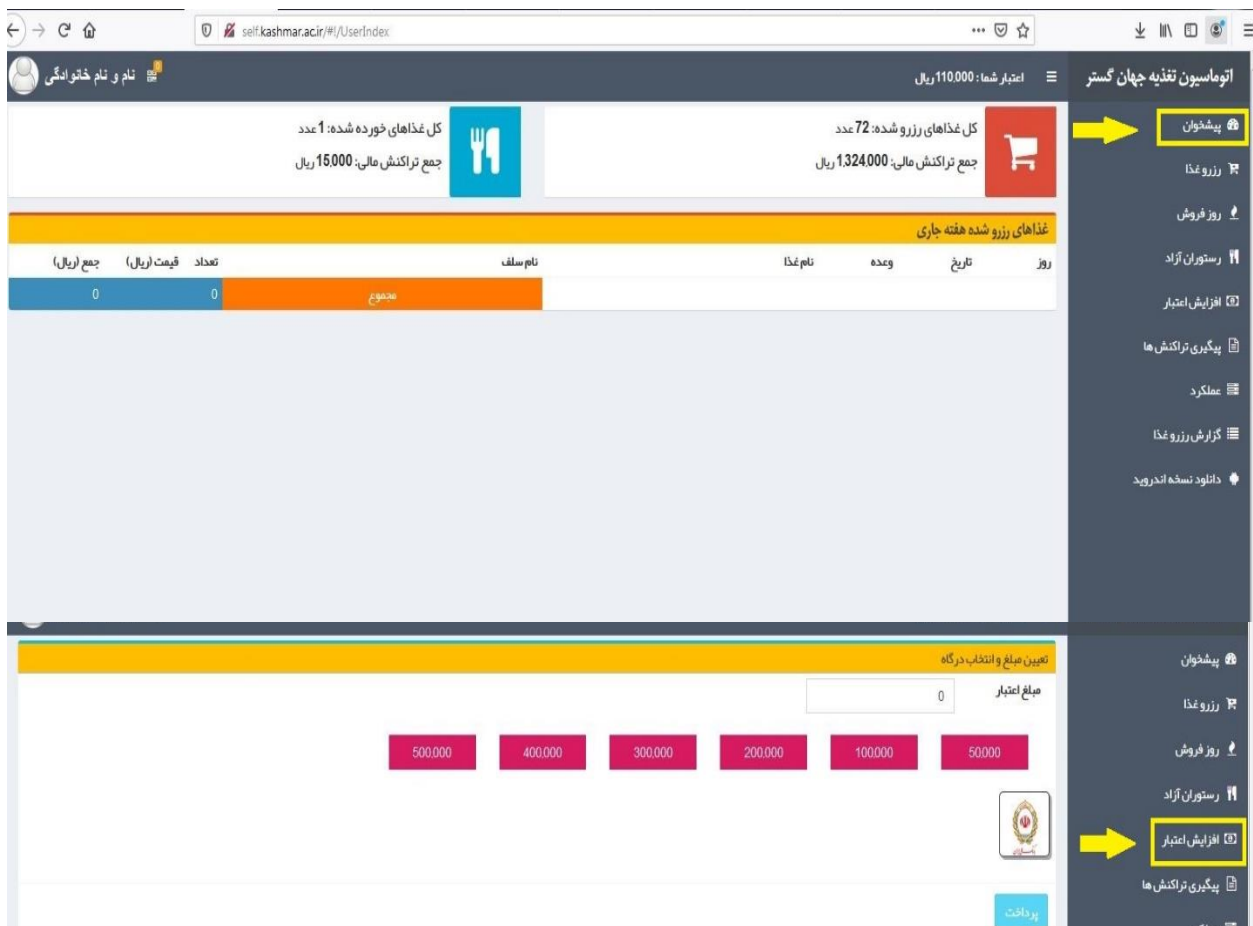 self.kashmar.ac.ir/#!/UserIndex
اتوماسیون تغذیه جهان گستر
اعتبار شما : 110,000 ریال
نام و نام خانوادگی
0
پیشخوان
رزرو غذا
روز فروش
رستوران آزاد
افزایش اعتبار
پیگیری تراکنش ها
عملکرد
گزارش رزرو غذا
دانلود نسخه اندروید
کل غذاهای رزرو شده: 72 عدد
جمع تراکنش مالی: 1,324,000 ریال
کل غذاهای خورده شده: 1 عدد
جمع تراکنش مالی: 15,000 ریال
غذاهای رزرو شده هفته جاری
روز تاریخ وعده نام غذا نام سلف تعداد قیمت (ریال) جمع (ریال)
مجموع 0 0
پیشخوان
رزرو غذا
روز فروش
رستوران آزاد
افزایش اعتبار
پیگیری تراکنش ها
تعیین مبلغ و انتخاب درگاه
مبلغ اعتبار 0
50,000 100,000 200,000 300,000 400,000 500,000
پرداخت